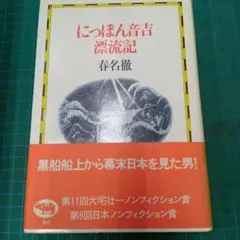 にっぽん音吉
漂流記
春名徹
黒船船上から幕末日本を見た男!
第11回大宅壮一ノンフィクション賞
第6回日本ノンフィクション賞